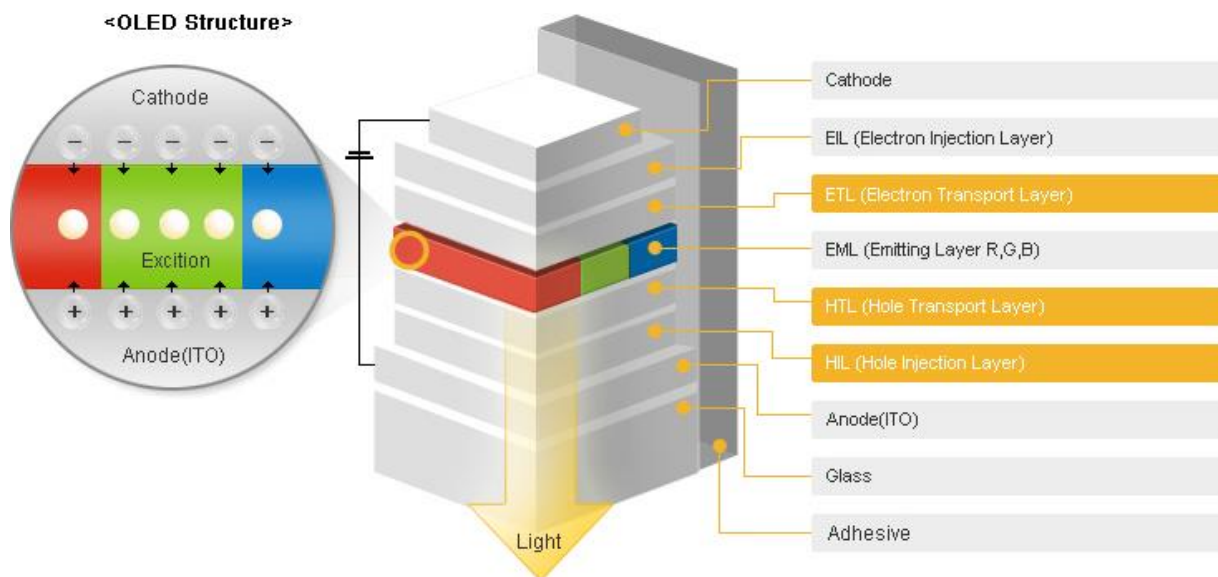 <OLED Structure>
Cathode
− − − − −
Excition
+ + + + +
Anode(ITO)
Light
Cathode
EIL (Electron Injection Layer)
ETL (Electron Transport Layer)
EML (Emitting Layer R,G,B)
HTL (Hole Transport Layer)
HIL (Hole Injection Layer)
Anode(ITO)
Glass
Adhesive